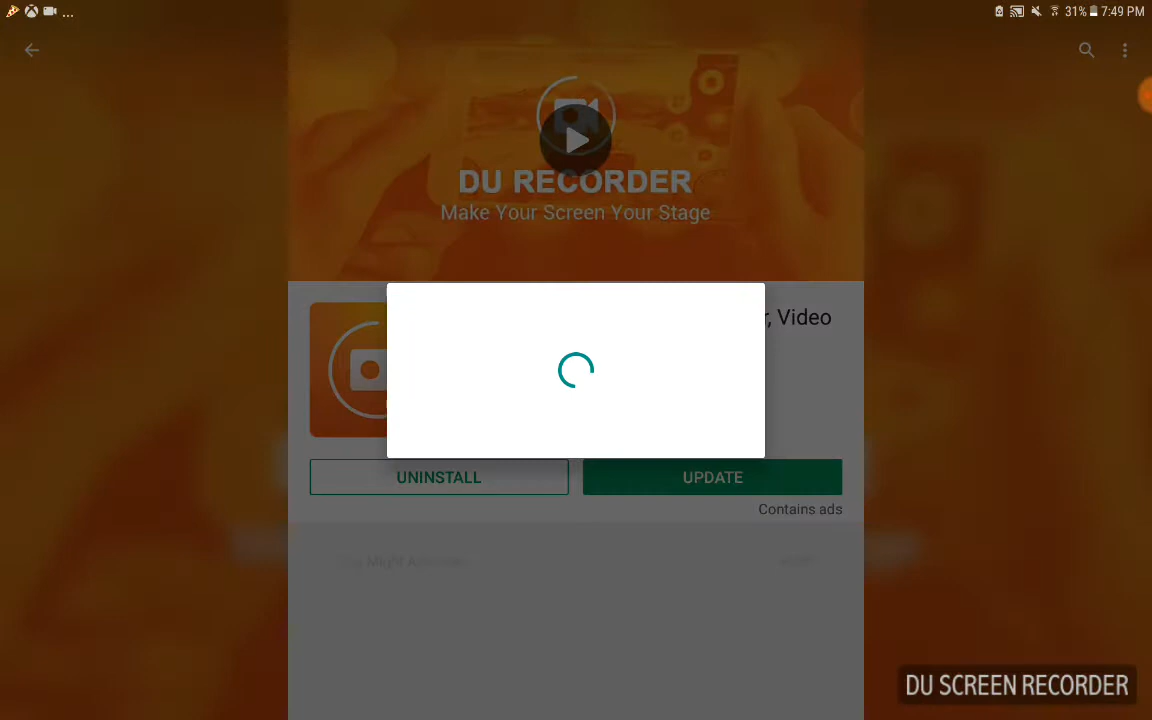 ...
31% 7:49 PM
DU RECORDER
Make Your Screen Your Stage
, Video
UNINSTALL
UPDATE
Contains ads
Might A
DU SCREEN RECORDER